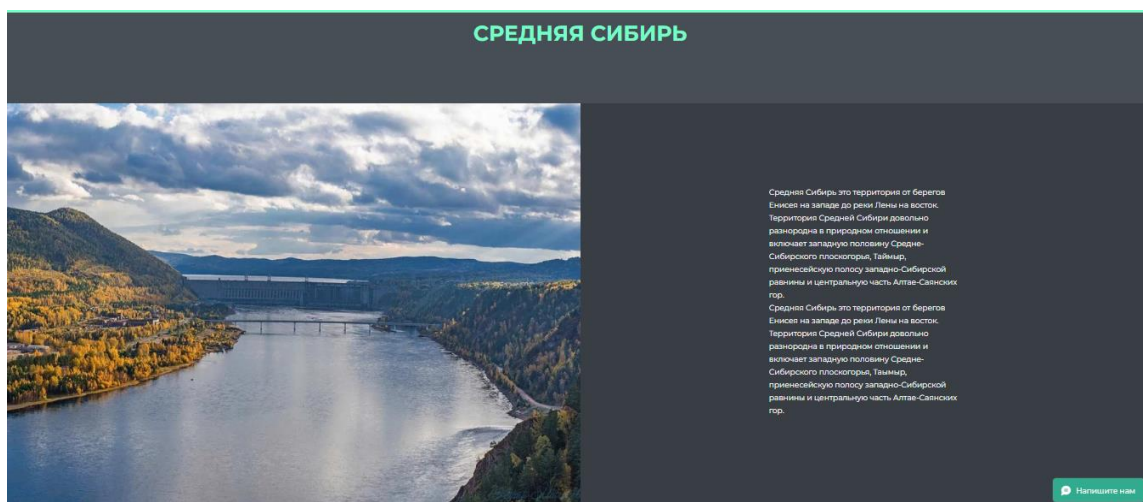 СРЕДНЯЯ СИБИРЬ
Средняя Сибирь это территория от берегов
Енисея на западе до реки Лены на восток.
Территория Средней Сибири довольно
разнородна в природном отношении и
включает западную половину Средне-
Сибирского плоскогорья, Таймыр,
приенесейскую полосу западно-Сибирской
равнины и центральную часть Алтае-Саянских
гор.
Средняя Сибирь это территория от берегов
Енисея на западе до реки Лены на восток.
Территория Средней Сибири довольно
разнородна в природном отношении и
включает западную половину Средне-
Сибирского плоскогорья, Таымыр,
приенесейскую полосу западно-Сибирской
равнины и центральную часть Алтае-Саянских
гор.
Напишите нам